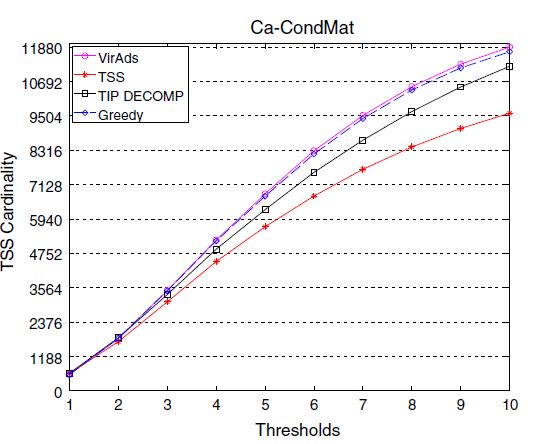 Ca-CondMat
VirAds
TSS
TIP DECOMP
Greedy
11880
10692
9504
8316
7128
5940
4752
3564
2376
1188
0
TSS Cardinality
1 2 3 4 5 6 7 8 9 10
Thresholds